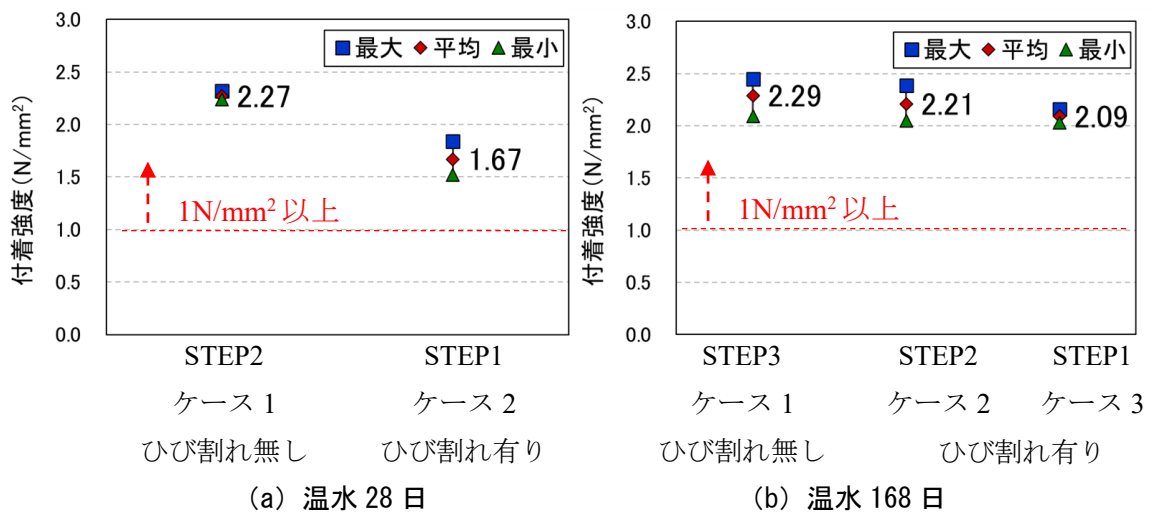 3.0
2.5
2.0
1.5
1.0
0.5
0.0
付着強度(N/mm²)
最大 平均 最小
2.27
1.67
1N/mm² 以上
STEP2 STEP1
ケース 1 ケース 2
ひび割れ無し ひび割れ有り
(a) 温水 28 日
3.0
2.5
2.0
1.5
1.0
0.5
0.0
付着強度(N/mm²)
最大 平均 最小
2.29
2.21
2.09
1N/mm² 以上
STEP3 STEP2 STEP1
ケース 1 ケース 2 ケース 3
ひび割れ無し ひび割れ有り
(b) 温水 168 日